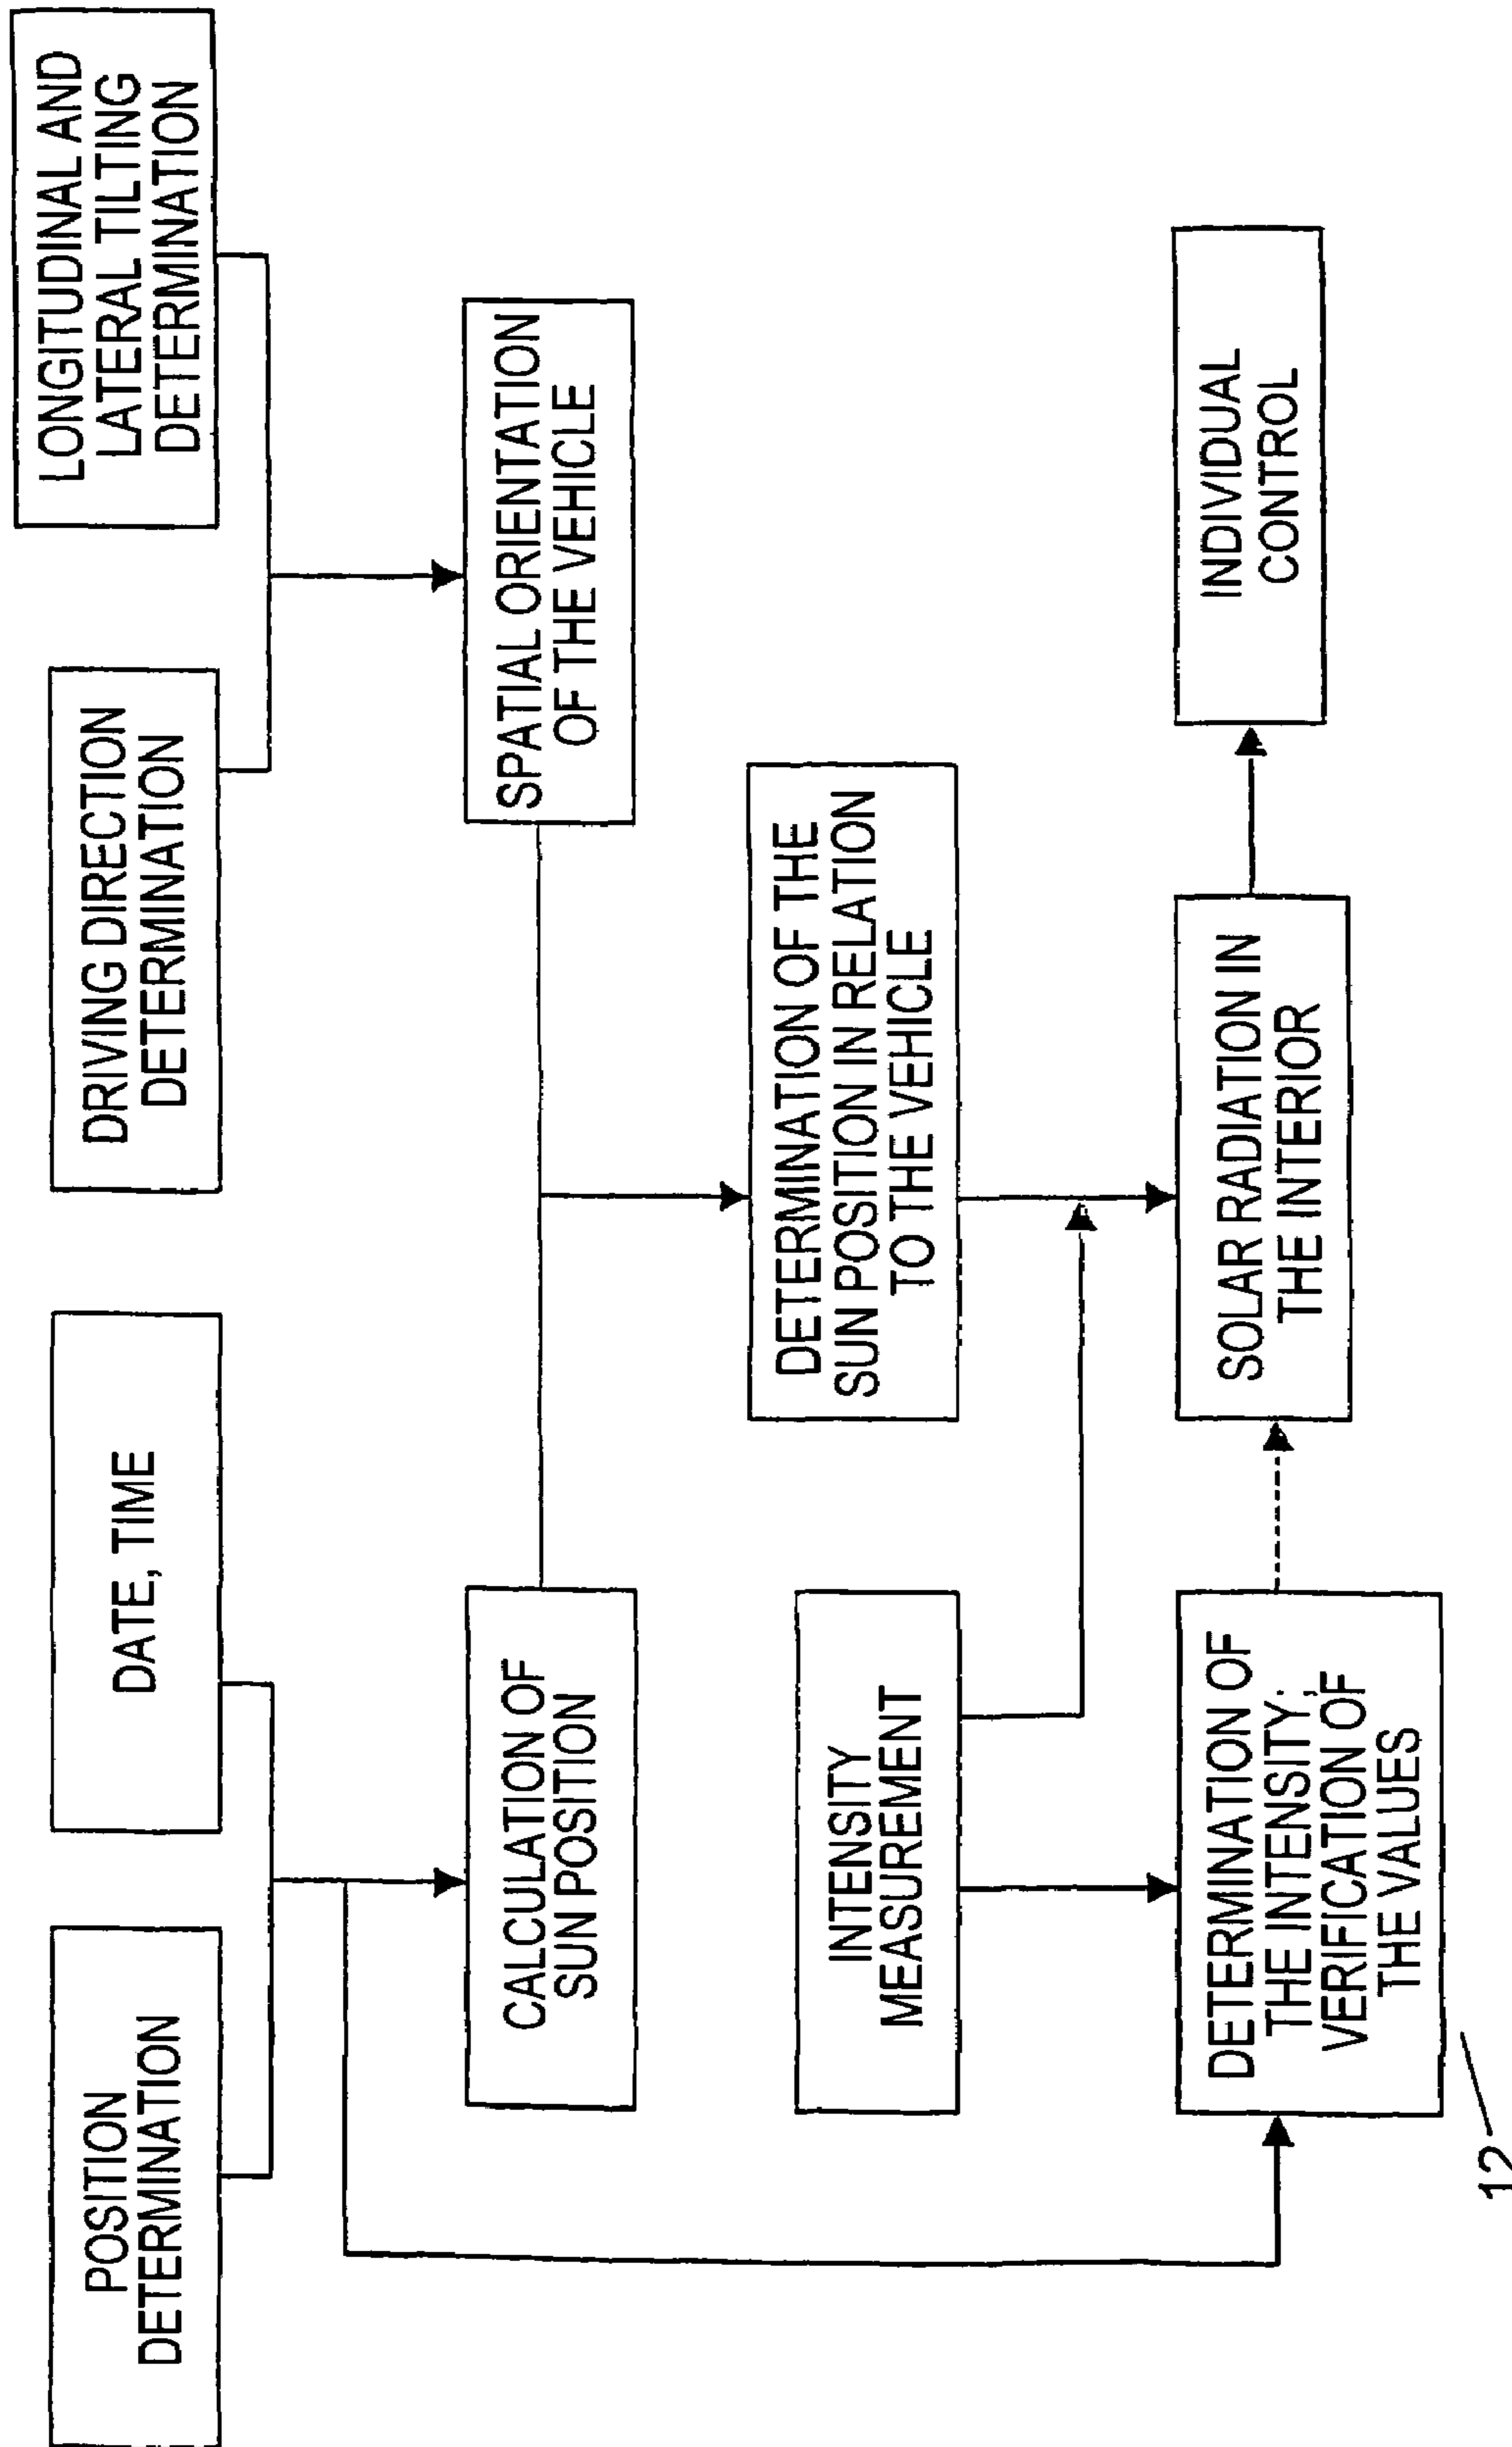 POSITION
DETERMINATION
DATE, TIME
DRIVING DIRECTION
DETERMINATION
LONGITUDINAL AND
LATERAL TILTING
DETERMINATION
CALCULATION OF
SUN POSITION
SPATIAL ORIENTATION
OF THE VEHICLE
INTENSITY
MEASUREMENT
DETERMINATION OF THE
SUN POSITION IN RELATION
TO THE VEHICLE
DETERMINATION OF
THE INTENSITY;
VERIFICATION OF
THE VALUES
SOLAR RADIATION IN
THE INTERIOR
INDIVIDUAL
CONTROL
12